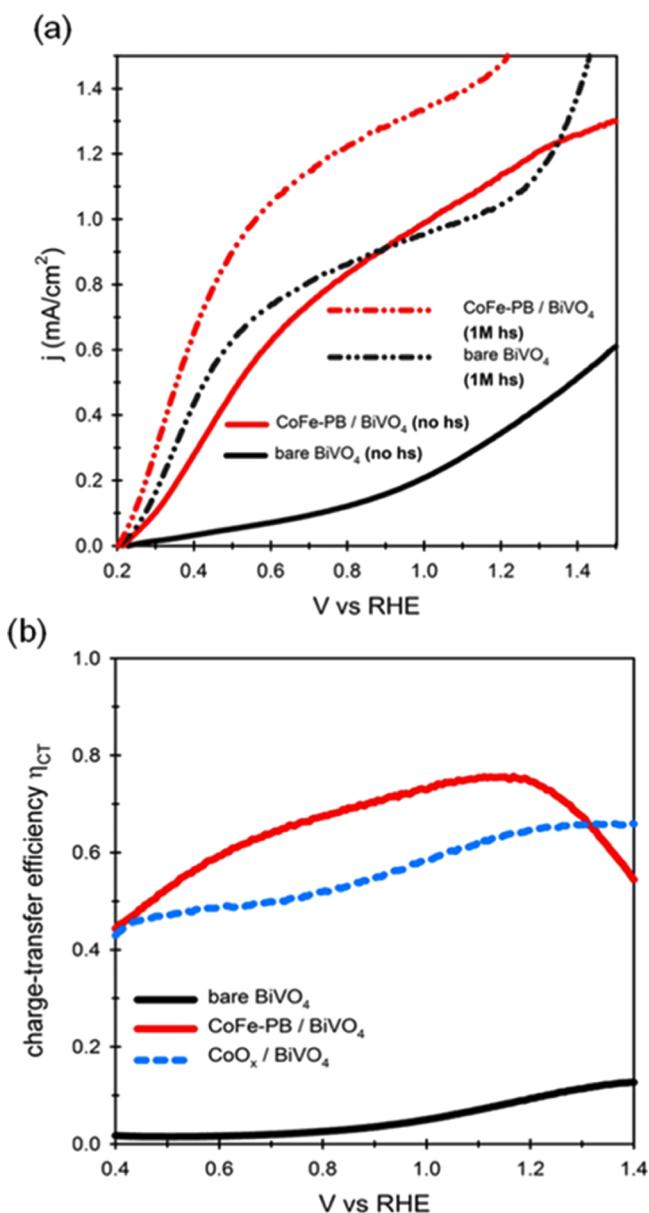 (a)
1.4
1.2
1.0
0.8
0.6
0.4
0.2
0.0
j (mA/cm²)
CoFe-PB / BiVO₄
(1M hs)
bare BiVO₄
(1M hs)
CoFe-PB / BiVO₄ (no hs)
bare BiVO₄ (no hs)
0.2 0.4 0.6 0.8 1.0 1.2 1.4
V vs RHE
(b)
1.0
0.8
0.6
0.4
0.2
0.0
charge-transfer efficiency ηCT
bare BiVO₄
CoFe-PB / BiVO₄
CoOₓ / BiVO₄
0.4 0.6 0.8 1.0 1.2 1.4
V vs RHE